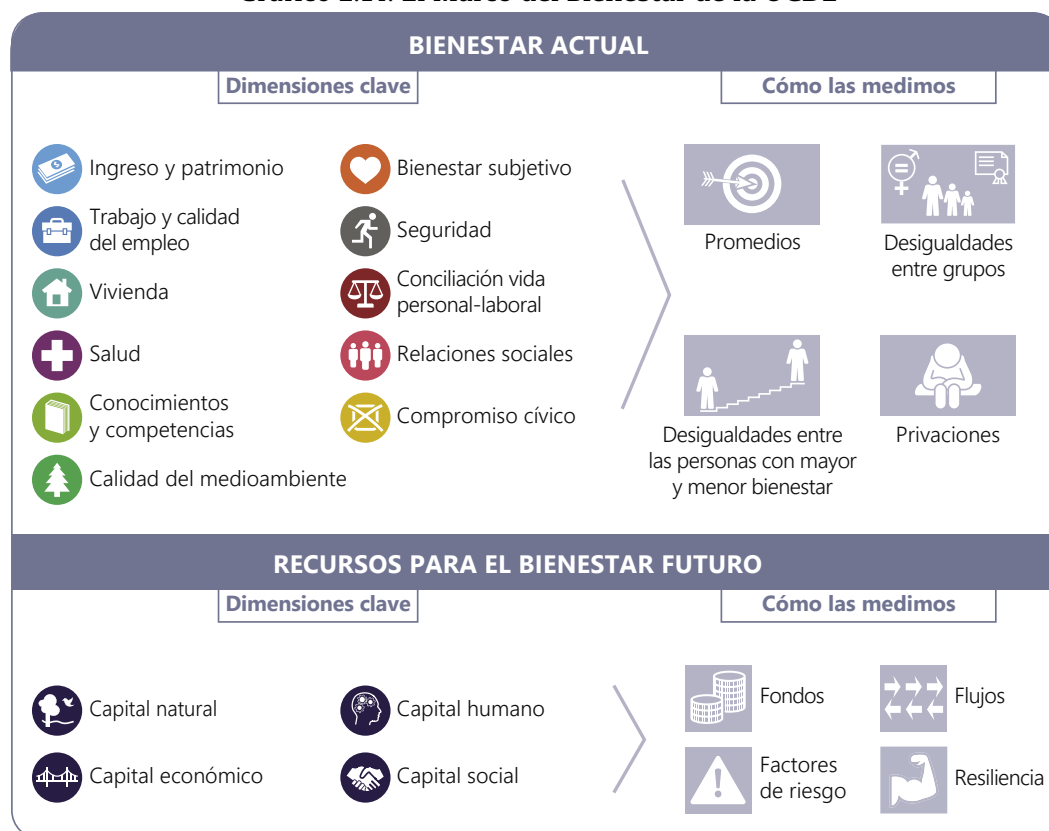 BIENESTAR ACTUAL
Dimensiones clave
Cómo las medimos
Ingreso y patrimonio
Trabajo y calidad
del empleo
Vivienda
Salud
Conocimientos
y competencias
Calidad del medioambiente
Bienestar subjetivo
Seguridad
Conciliación vida
personal-laboral
Relaciones sociales
Compromiso cívico
Promedios
Desigualdades
entre grupos
Desigualdades entre
las personas con mayor
y menor bienestar
Privaciones
RECURSOS PARA EL BIENESTAR FUTURO
Dimensiones clave
Cómo las medimos
Capital natural
Capital económico
Capital humano
Capital social
Fondos
Flujos
Factores
de riesgo
Resiliencia